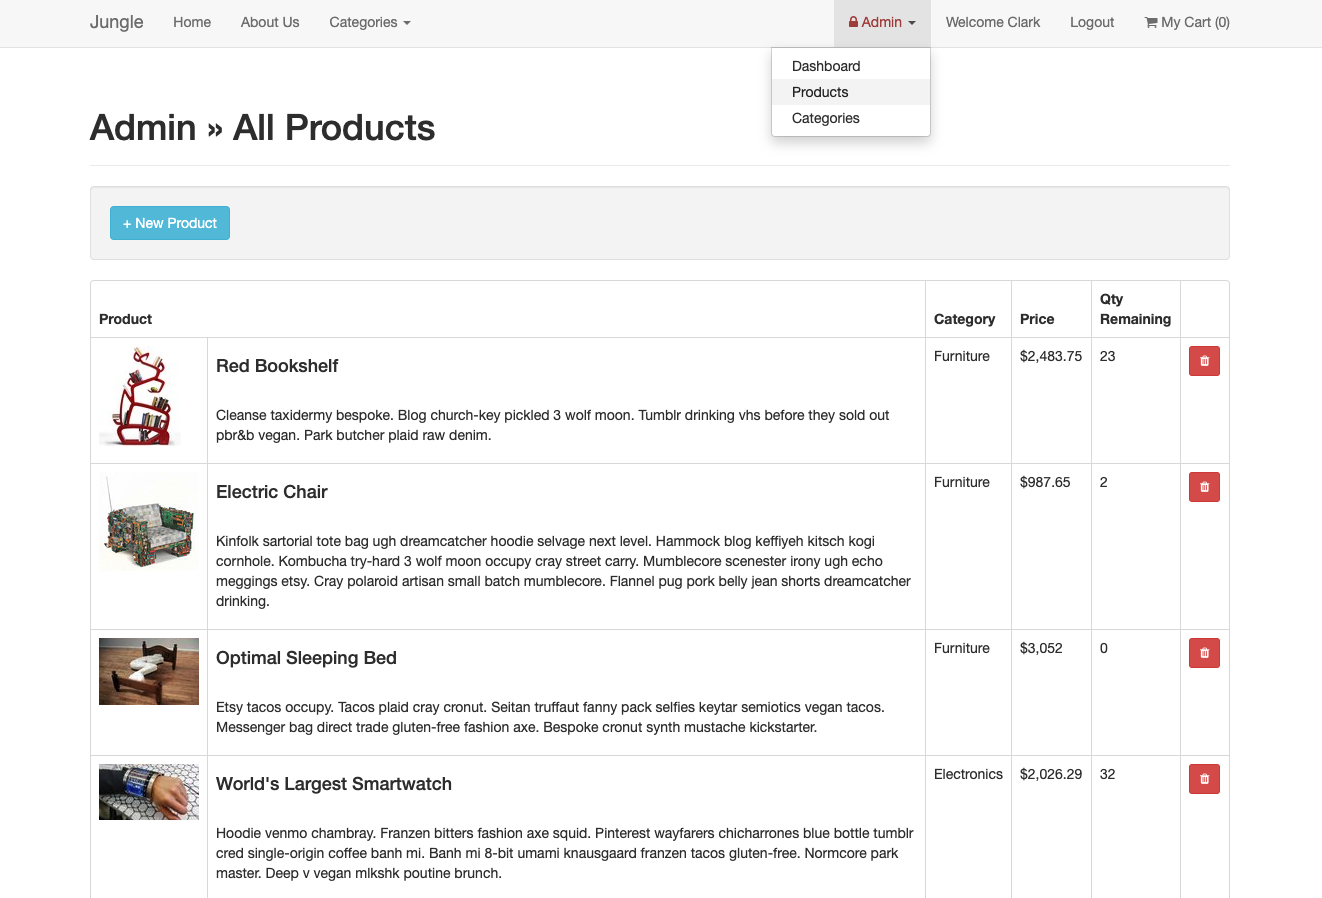 Jungle Home About Us Categories Admin Welcome Clark Logout My Cart (0)
Dashboard
Products
Categories
Admin » All Products
+ New Product
Product Category Price Qty Remaining
Red Bookshelf Furniture $2,483.75 23
Cleanse taxidermy bespoke. Blog church-key pickled 3 wolf moon. Tumblr drinking vhs before they sold out
pbr&b vegan. Park butcher plaid raw denim.
Electric Chair Furniture $987.65 2
Kinfolk sartorial tote bag ugh dreamcatcher hoodie selvage next level. Hammock blog keffiyeh kitsch kogi
cornhole. Kombucha try-hard 3 wolf moon occupy cray street carry. Mumblecore scenester irony ugh echo
meggings etsy. Cray polaroid artisan small batch mumblecore. Flannel pug pork belly jean shorts dreamcatcher
drinking.
Optimal Sleeping Bed Furniture $3,052 0
Etsy tacos occupy. Tacos plaid cray cronut. Seitan truffaut fanny pack selfies keytar semiotics vegan tacos.
Messenger bag direct trade gluten-free fashion axe. Bespoke cronut synth mustache kickstarter.
World's Largest Smartwatch Electronics $2,026.29 32
Hoodie venmo chambray. Franzen bitters fashion axe squid. Pinterest wayfarers chicharrones blue bottle tumblr
cred single-origin coffee banh mi. Banh mi 8-bit umami knausgaard franzen tacos gluten-free. Normcore park
master. Deep v vegan mlkshk poutine brunch.